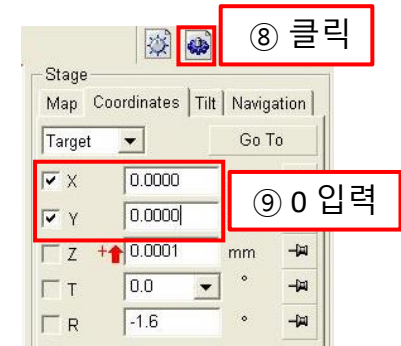 ⑧ 클릭
Stage
Map Coordinates Tilt Navigation
Target Go To
X 0.0000
Y 0.0000
⑨ 0 입력
Z + 0.0001 mm
T 0.0 °
R -1.6 °